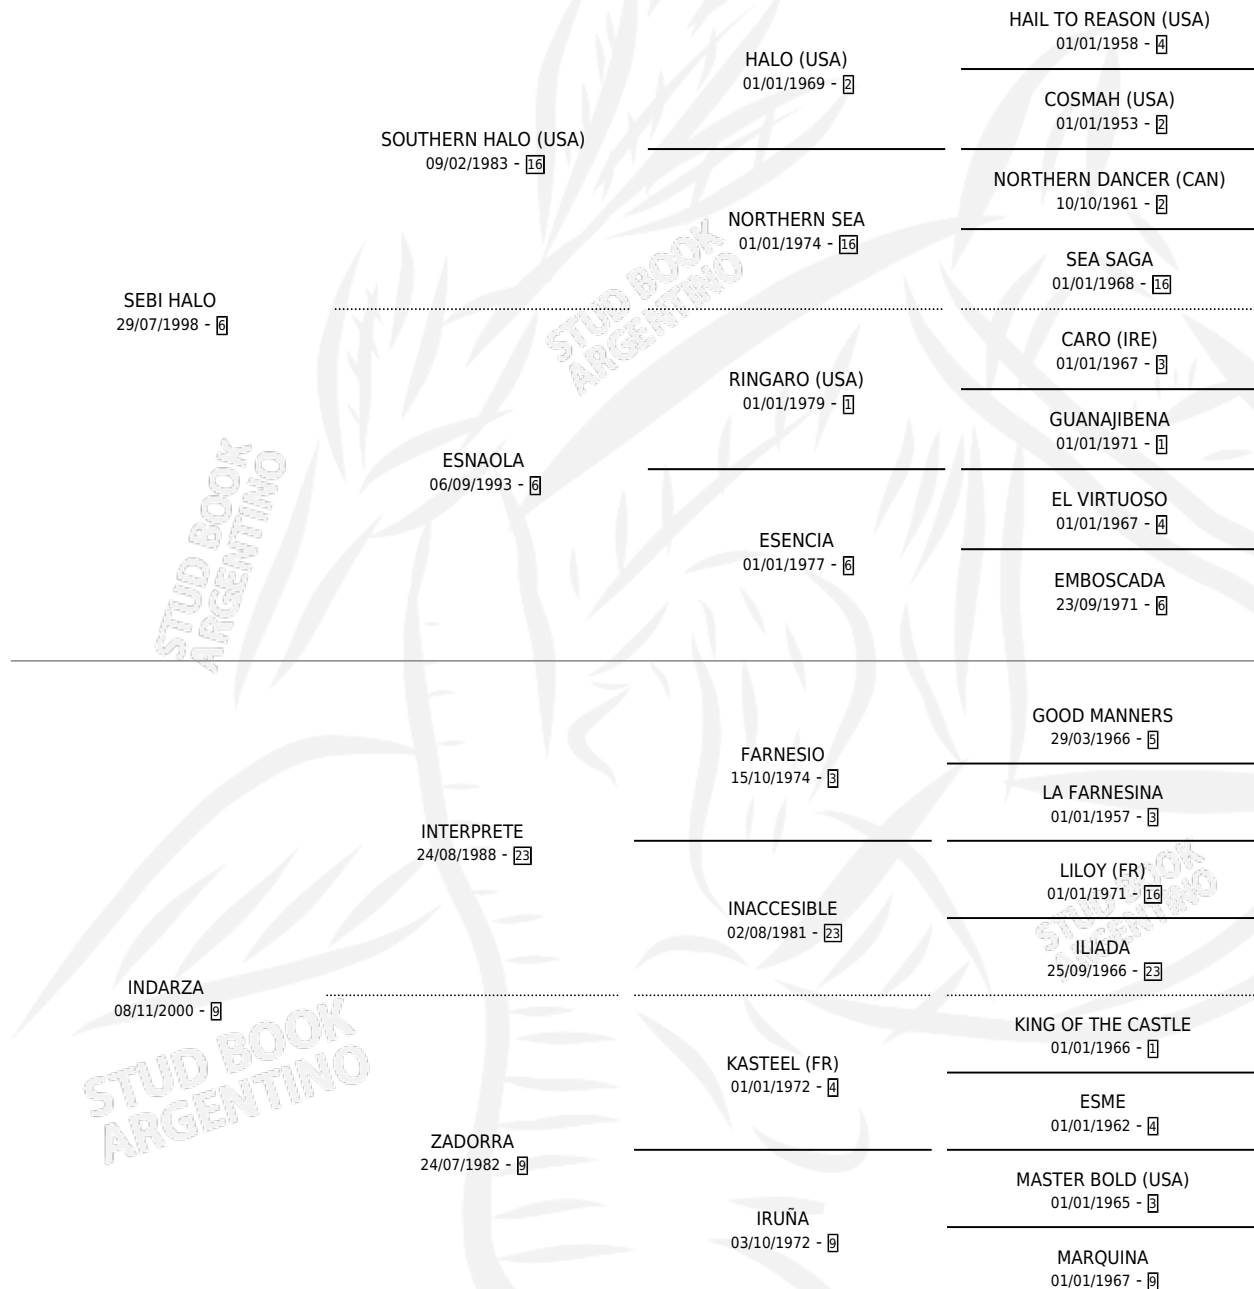 HAIL TO REASON (USA)
01/01/1958 - 4
HALO (USA)
01/01/1969 - 2
COSMAH (USA)
01/01/1953 - 2
SOUTHERN HALO (USA)
09/02/1983 - 16
NORTHERN DANCER (CAN)
10/10/1961 - 2
NORTHERN SEA
01/01/1974 - 16
SEA SAGA
01/01/1968 - 16
SEBI HALO
29/07/1998 - 6
CARO (IRE)
01/01/1967 - 3
RINGARO (USA)
01/01/1979 - 1
GUANAJIBENA
01/01/1971 - 1
ESNAOLA
06/09/1993 - 6
EL VIRTUOSO
01/01/1967 - 4
ESENCIA
01/01/1977 - 6
EMBOSCADA
23/09/1971 - 6
GOOD MANNERS
29/03/1966 - 5
FARNESIO
15/10/1974 - 3
LA FARNESINA
01/01/1957 - 3
INTERPRETE
24/08/1988 - 23
LILOY (FR)
01/01/1971 - 16
INACCESIBLE
02/08/1981 - 23
ILIADA
25/09/1966 - 23
INDARZA
08/11/2000 - 9
KING OF THE CASTLE
01/01/1966 - 1
KASTEEL (FR)
01/01/1972 - 4
ESME
01/01/1962 - 4
ZADORRA
24/07/1982 - 9
MASTER BOLD (USA)
01/01/1965 - 3
IRUÑA
03/10/1972 - 9
MARQUINA
01/01/1967 - 9
STUD BOOK
ARGENTINO
STUD BOOK
ARGENTINO
STUD BOOK
ARGENTINO
STUD BOOK
ARGENTINO